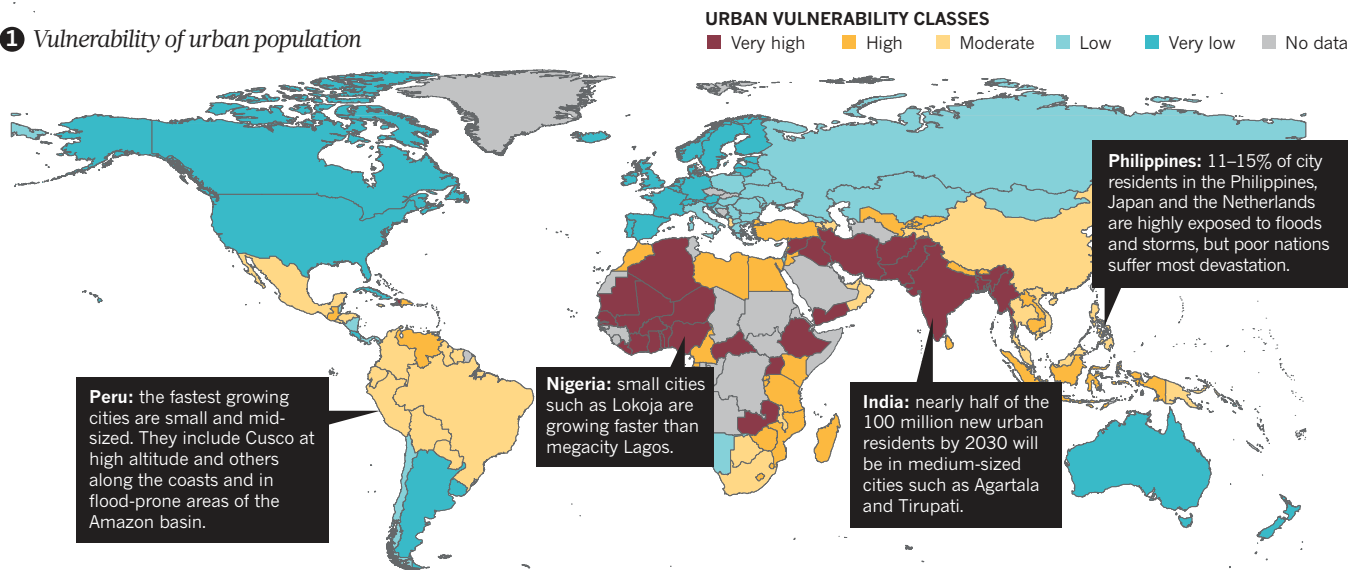 URBAN VULNERABILITY CLASSES
1 Vulnerability of urban population
Very high High Moderate Low Very low No data
Philippines: 11–15% of city
residents in the Philippines,
Japan and the Netherlands
are highly exposed to floods
and storms, but poor nations
suffer most devastation.
Peru: the fastest growing
cities are small and mid-
sized. They include Cusco at
high altitude and others
along the coasts and in
flood-prone areas of the
Amazon basin.
Nigeria: small cities
such as Lokoja are
growing faster than
megacity Lagos.
India: nearly half of the
100 million new urban
residents by 2030 will
be in medium-sized
cities such as Agartala
and Tirupati.